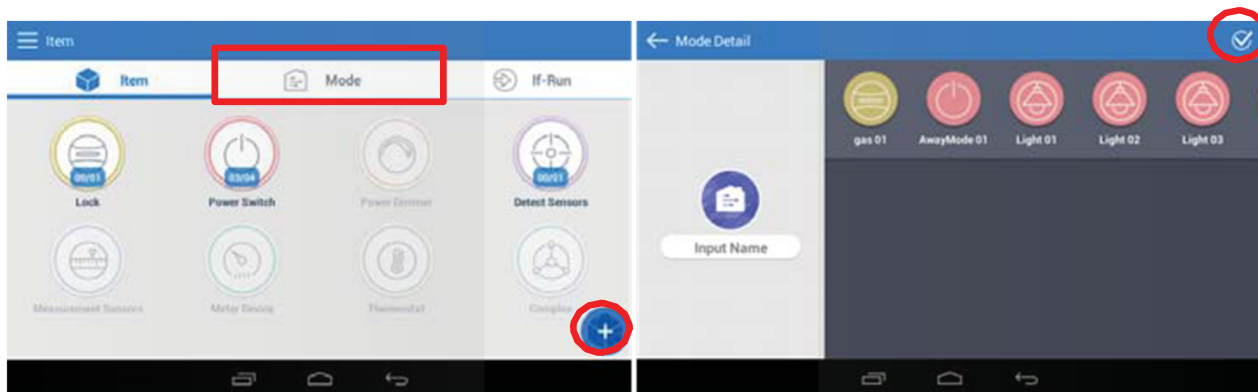 Item
Item
Mode
If-Run
00/01
03/04
00/01
Lock
Power Switch
Power Dimmer
Detect Sensors
Measurement Sensors
Meter Device
Thermostat
Complex
+
Mode Detail
gas 01
AwayMode 01
Light 01
Light 02
Light 03
Input Name